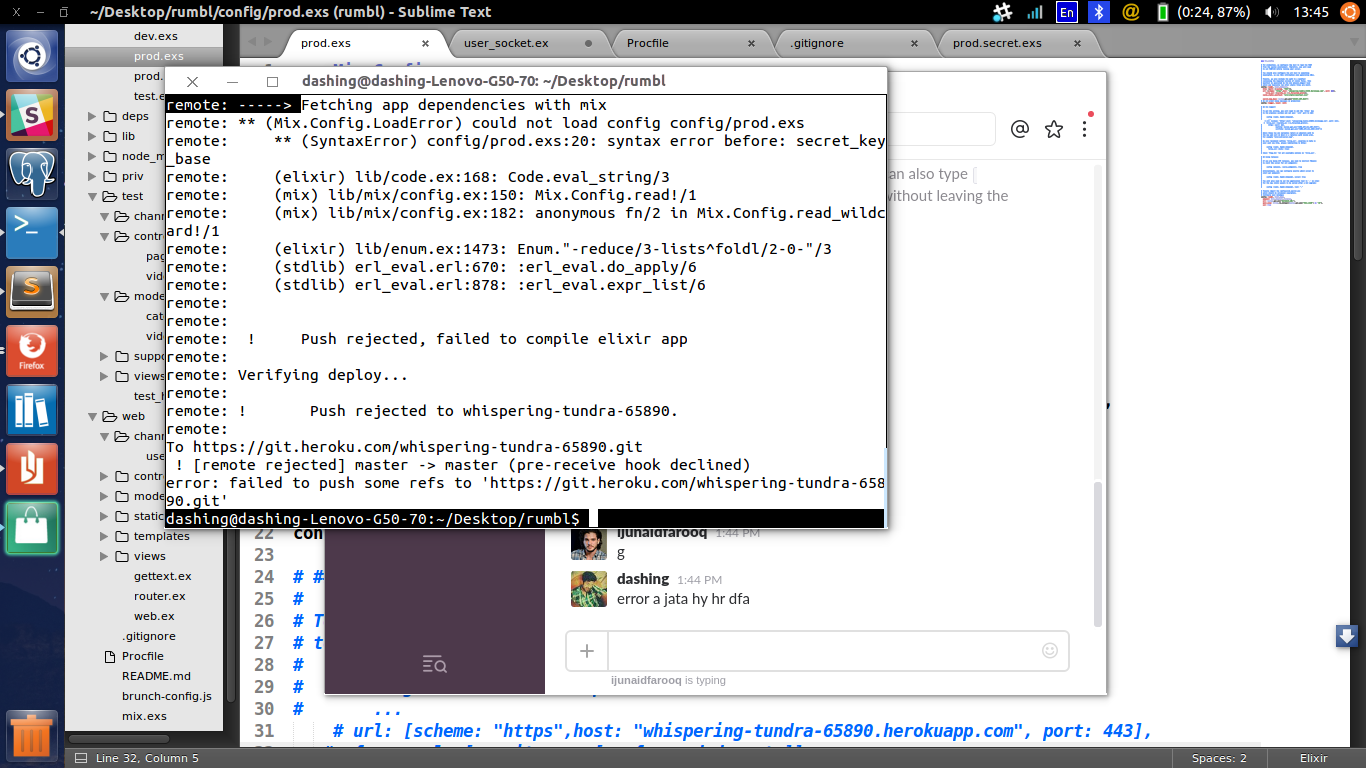 ~/Desktop/rumbl/config/prod.exs (rumbl) - Sublime Text
En
(0:24, 87%)
13:45
dev.exs
prod.exs
prod.
test.e
deps
lib
node_m
priv
test
chann
contro
pag
vide
mode
cate
vide
suppo
views
test_h
web
chann
use
contro
mode
static
templates
views
gettext.ex
router.ex
web.ex
.gitignore
Procfile
README.md
brunch-config.js
mix.exs
prod.exs
user_socket.ex
Procfile
.gitignore
prod.secret.exs
dashing@dashing-Lenovo-G50-70: ~/Desktop/rumbl
remote: -----> Fetching app dependencies with mix
remote: ** (Mix.Config.LoadError) could not load config config/prod.exs
remote:     ** (SyntaxError) config/prod.exs:20: syntax error before: secret_key
_base
remote:     (elixir) lib/code.ex:168: Code.eval_string/3
remote:     (mix) lib/mix/config.ex:150: Mix.Config.read!/1
remote:     (mix) lib/mix/config.ex:182: anonymous fn/2 in Mix.Config.read_wildc
ard!/1
remote:     (elixir) lib/enum.ex:1473: Enum."-reduce/3-lists^foldl/2-0-"/3
remote:     (stdlib) erl_eval.erl:670: :erl_eval.do_apply/6
remote:     (stdlib) erl_eval.erl:878: :erl_eval.expr_list/6
remote:
remote:
remote:  !     Push rejected, failed to compile elixir app
remote:
remote: Verifying deploy...
remote:
remote: !       Push rejected to whispering-tundra-65890.
remote:
To https://git.heroku.com/whispering-tundra-65890.git
 ! [remote rejected] master -> master (pre-receive hook declined)
error: failed to push some refs to 'https://git.heroku.com/whispering-tundra-658
90.git'
dashing@dashing-Lenovo-G50-70:~/Desktop/rumbl$
an also type
without leaving the
ijunaidfarooq 1:44 PM
g
dashing 1:44 PM
error a jata hy hr dfa
ijunaidfarooq is typing
22 con
23
24 # ##
25 #
26 # T
27 # t
28 #
29 #
30 #      ...
31    # url: [scheme: "https",host: "whispering-tundra-65890.herokuapp.com", port: 443],
Firefox
Line 32, Column 5
Spaces: 2
Elixir